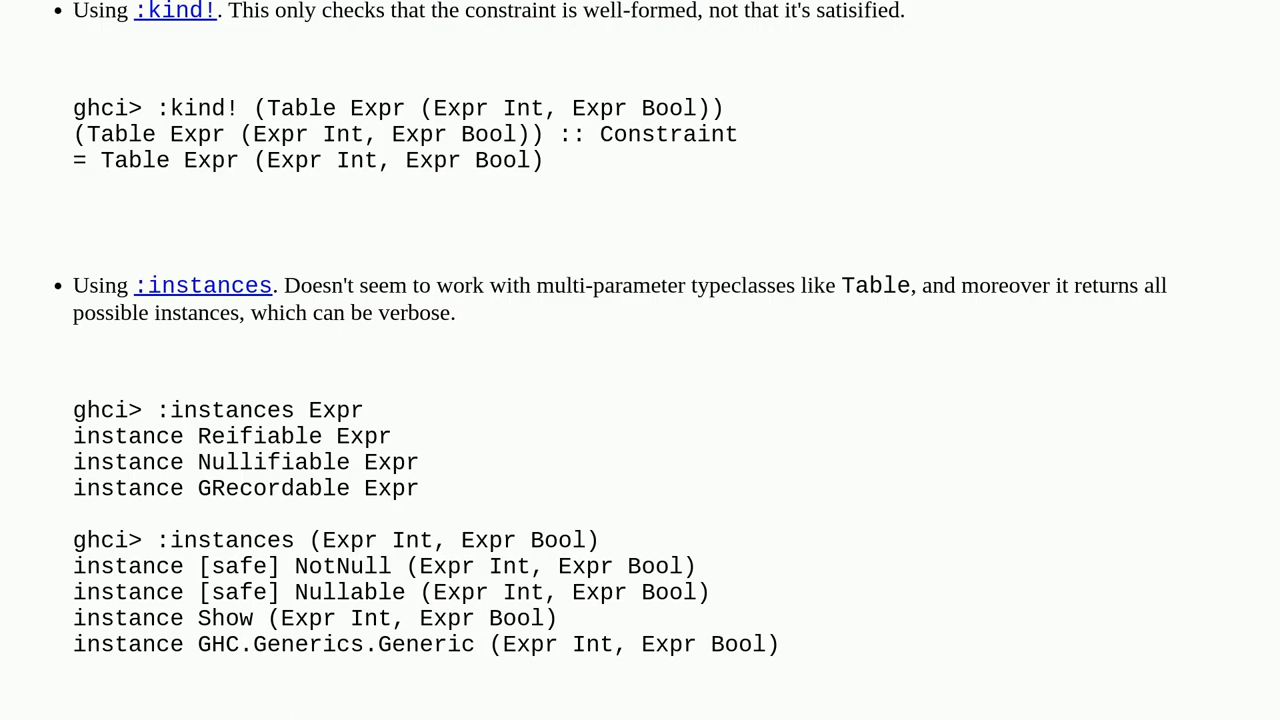 • Using :kind!. This only checks that the constraint is well-formed, not that it's satisified.
ghci> :kind! (Table Expr (Expr Int, Expr Bool))
(Table Expr (Expr Int, Expr Bool)) :: Constraint
= Table Expr (Expr Int, Expr Bool)
• Using :instances. Doesn't seem to work with multi-parameter typeclasses like Table, and moreover it returns all
possible instances, which can be verbose.
ghci> :instances Expr
instance Reifiable Expr
instance Nullifiable Expr
instance GRecordable Expr
ghci> :instances (Expr Int, Expr Bool)
instance [safe] NotNull (Expr Int, Expr Bool)
instance [safe] Nullable (Expr Int, Expr Bool)
instance Show (Expr Int, Expr Bool)
instance GHC.Generics.Generic (Expr Int, Expr Bool)